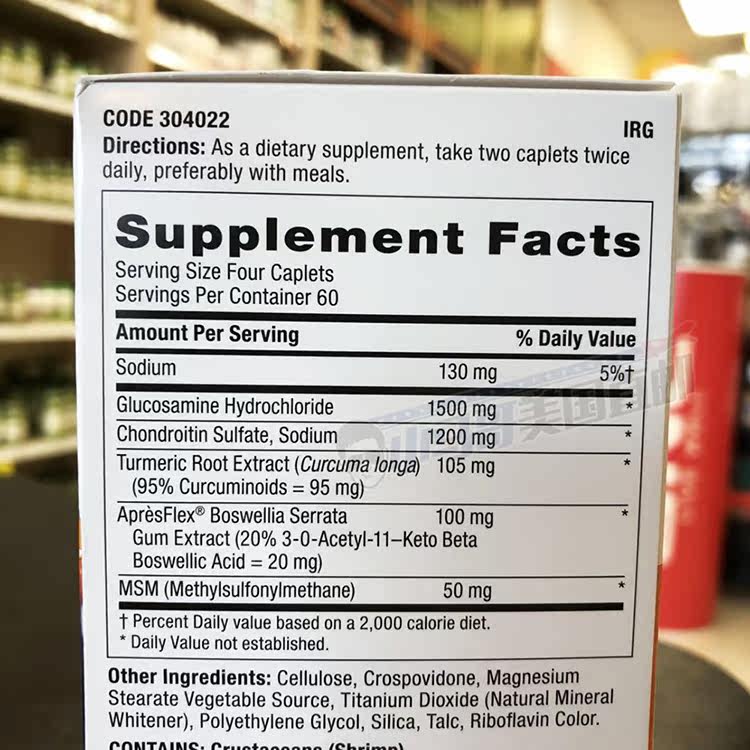 CODE 304022
IRG
Directions: As a dietary supplement, take two caplets twice
daily, preferably with meals.
Supplement Facts
Serving Size Four Caplets
Servings Per Container 60
Amount Per Serving % Daily Value
Sodium 130 mg 5%†
Glucosamine Hydrochloride 1500 mg *
Chondroitin Sulfate, Sodium 1200 mg *
Turmeric Root Extract (Curcuma longa) 105 mg *
(95% Curcuminoids = 95 mg)
AprèsFlex® Boswellia Serrata 100 mg *
Gum Extract (20% 3-0-Acetyl-11–Keto Beta
Boswellic Acid = 20 mg)
MSM (Methylsulfonylmethane) 50 mg *
† Percent Daily value based on a 2,000 calorie diet.
* Daily Value not established.
Other Ingredients: Cellulose, Crospovidone, Magnesium
Stearate Vegetable Source, Titanium Dioxide (Natural Mineral
Whitener), Polyethylene Glycol, Silica, Talc, Riboflavin Color.
CONTAINS: Crustaceans (Shrimp)